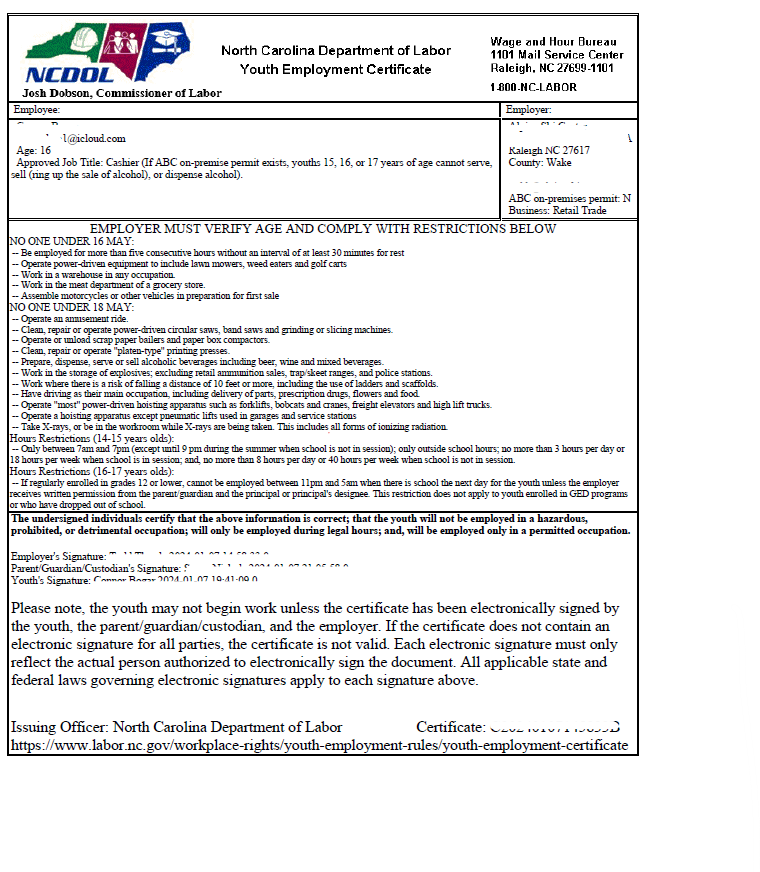 NCDOL
Josh Dobson, Commissioner of Labor
North Carolina Department of Labor
Youth Employment Certificate
Wage and Hour Bureau
1101 Mail Service Center
Raleigh, NC 27699-1101
1-800-NC-LABOR
Employee:
@icloud.com
Age: 16
Approved Job Title: Cashier (If ABC on-premise permit exists, youths 15, 16, or 17 years of age cannot serve,
sell (ring up the sale of alcohol), or dispense alcohol).
Employer:
Raleigh NC 27617
County: Wake
ABC on-premises permit: N
Business: Retail Trade
EMPLOYER MUST VERIFY AGE AND COMPLY WITH RESTRICTIONS BELOW
NO ONE UNDER 16 MAY:
-- Be employed for more than five consecutive hours without an interval of at least 30 minutes for rest
-- Operate power-driven equipment to include lawn mowers, weed eaters and golf carts
-- Work in a warehouse in any occupation.
-- Work in the meat department of a grocery store.
-- Assemble motorcycles or other vehicles in preparation for first sale
NO ONE UNDER 18 MAY:
-- Operate an amusement ride.
-- Clean, repair or operate power-driven circular saws, band saws and grinding or slicing machines.
-- Operate or unload scrap paper bailers and paper box compactors.
-- Clean, repair or operate "platen-type" printing presses.
-- Prepare, dispense, serve or sell alcoholic beverages including beer, wine and mixed beverages.
-- Work in the storage of explosives; excluding retail ammunition sales, trap/skeet ranges, and police stations.
-- Work where there is a risk of falling a distance of 10 feet or more, including the use of ladders and scaffolds.
-- Have driving as their main occupation, including delivery of parts, prescription drugs, flowers and food.
-- Operate "most" power-driven hoisting apparatus such as forklifts, bobcats and cranes, freight elevators and high lift trucks.
-- Operate a hoisting apparatus except pneumatic lifts used in garages and service stations
-- Take X-rays, or be in the workroom while X-rays are being taken. This includes all forms of ionizing radiation.
Hours Restrictions (14-15 years olds):
-- Only between 7am and 7pm (except until 9 pm during the summer when school is not in session); only outside school hours; no more than 3 hours per day or
18 hours per week when school is in session; and, no more than 8 hours per day or 40 hours per week when school is not in session.
Hours Restrictions (16-17 years olds):
-- If regularly enrolled in grades 12 or lower, cannot be employed between 11pm and 5am when there is school the next day for the youth unless the employer
receives written permission from the parent/guardian and the principal or principal's designee. This restriction does not apply to youth enrolled in GED programs
or who have dropped out of school.
The undersigned individuals certify that the above information is correct; that the youth will not be employed in a hazardous,
prohibited, or detrimental occupation; will only be employed during legal hours; and, will be employed only in a permitted occupation.
Employer's Signature:
Parent/Guardian/Custodian's Signature:
Youth's Signature: 2024-01-07 19:41:09.0
Please note, the youth may not begin work unless the certificate has been electronically signed by
the youth, the parent/guardian/custodian, and the employer. If the certificate does not contain an
electronic signature for all parties, the certificate is not valid. Each electronic signature must only
reflect the actual person authorized to electronically sign the document. All applicable state and
federal laws governing electronic signatures apply to each signature above.
Issuing Officer: North Carolina Department of Labor Certificate:
https://www.labor.nc.gov/workplace-rights/youth-employment-rules/youth-employment-certificate